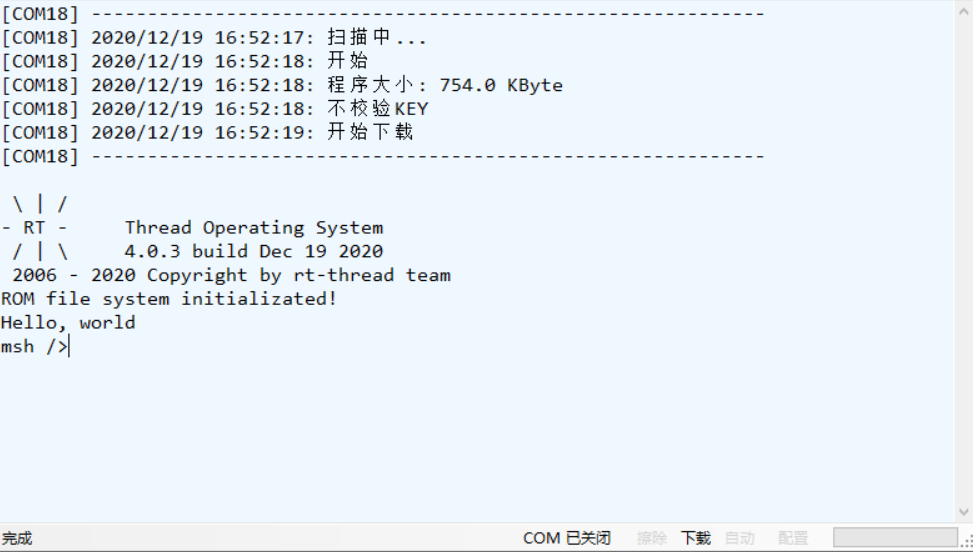 [COM18] ------------------------------------------------------------
[COM18] 2020/12/19 16:52:17: 扫描中...
[COM18] 2020/12/19 16:52:18: 开始
[COM18] 2020/12/19 16:52:18: 程序大小: 754.0 KByte
[COM18] 2020/12/19 16:52:18: 不校验KEY
[COM18] 2020/12/19 16:52:19: 开始下载
[COM18] ------------------------------------------------------------
 \ | /
- RT -     Thread Operating System
 / | \     4.0.3 build Dec 19 2020
 2006 - 2020 Copyright by rt-thread team
ROM file system initializated!
Hello, world
msh />
完成 COM 已关闭 擦除 下载 自动 配置